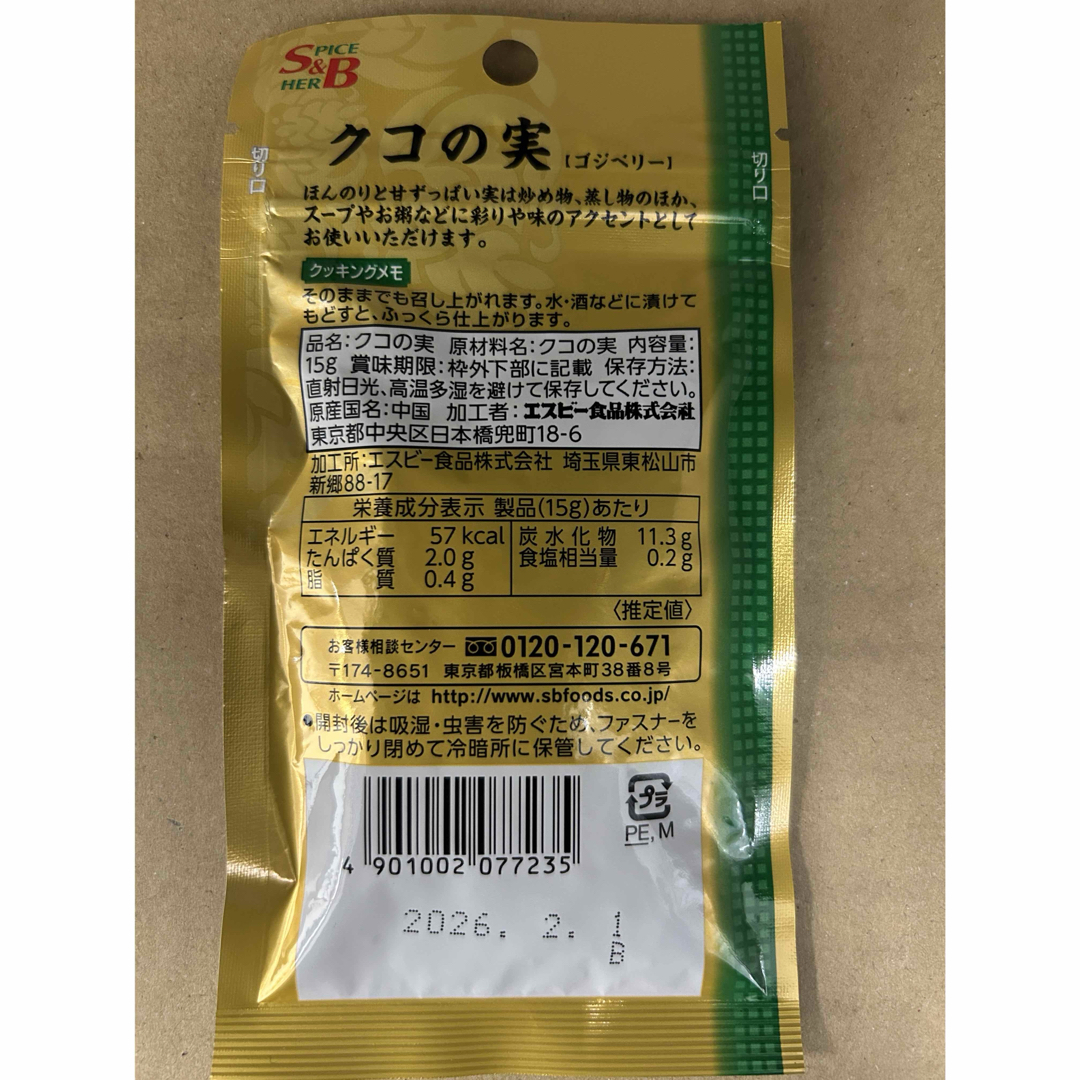 SPICE
S&B
HERB
クコの実 【ゴジベリー】
切り口
切り口
ほんのりと甘ずっぱい実は炒め物、蒸し物のほか、
スープやお粥などに彩りや味のアクセントとして
お使いいただけます。
クッキングメモ
そのままでも召し上がれます。水・酒などに漬けて
もどすと、ふっくら仕上がります。
品名:クコの実 原材料名:クコの実 内容量:
15g 賞味期限:枠外下部に記載 保存方法:
直射日光、高温多湿を避けて保存してください。
原産国名:中国 加工者:エスビー食品株式会社
東京都中央区日本橋兜町18-6
加工所:エスビー食品株式会社 埼玉県東松山市
新郷88-17
栄養成分表示 製品(15g)あたり
エネルギー 57 kcal 炭水化物 11.3 g
たんぱく質 2.0 g 食塩相当量 0.2 g
脂質 0.4 g
〈推定値〉
お客様相談センター 0120-120-671
〒174-8651 東京都板橋区宮本町38番8号
ホームページは http://www.sbfoods.co.jp/
●開封後は吸湿・虫害を防ぐため、ファスナーを
しっかり閉めて冷暗所に保管してください。
プラ
PE, M
4 901002 077235
2026. 2. 1
B